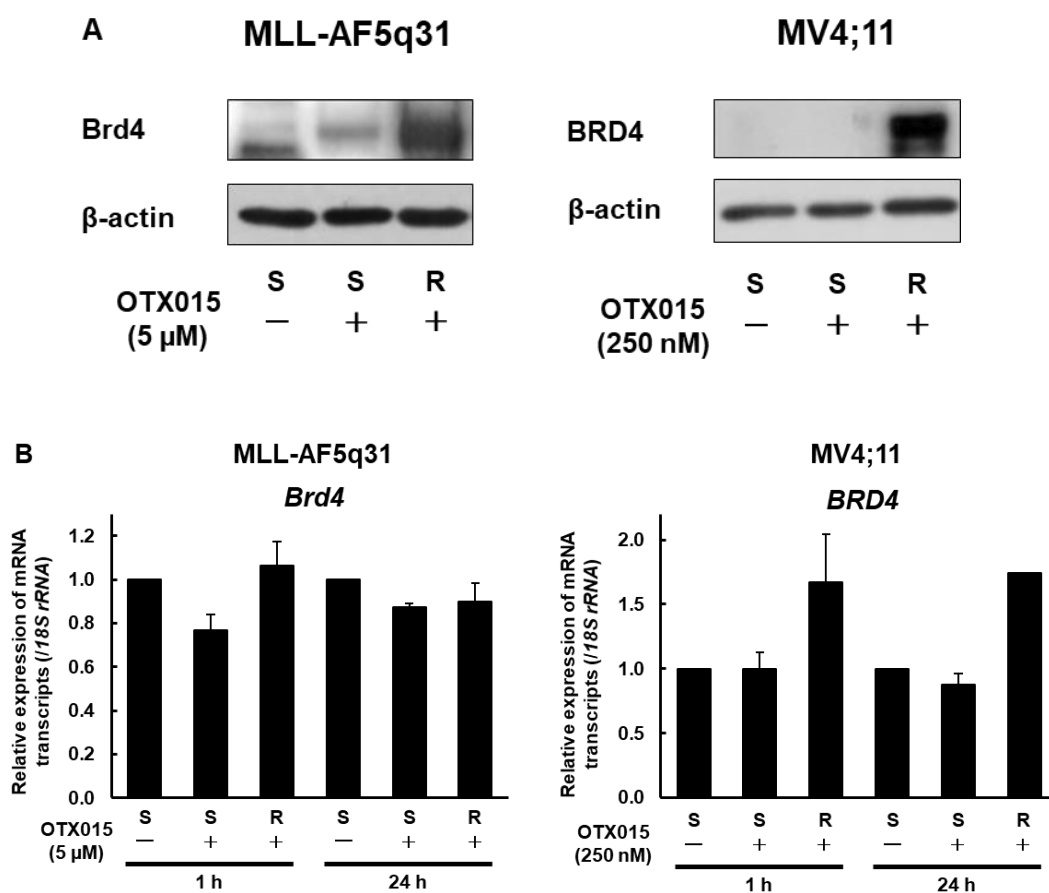 A
MLL-AF5q31
MV4;11
Brd4
BRD4
β-actin
β-actin
S S R
S S R
OTX015
(5 µM)
— + +
OTX015
(250 nM)
— + +
B
MLL-AF5q31
Brd4
Relative expression of mRNA
transcripts (/18S rRNA)
1.2
1.0
0.8
0.6
0.4
0.2
0.0
S S R S S R
OTX015
(5 µM)
— + + — + +
1 h 24 h
MV4;11
BRD4
Relative expression of mRNA
transcripts (/18S rRNA)
2.0
1.5
1.0
0.5
0.0
S S R S S R
OTX015
(250 nM)
— + + — + +
1 h 24 h